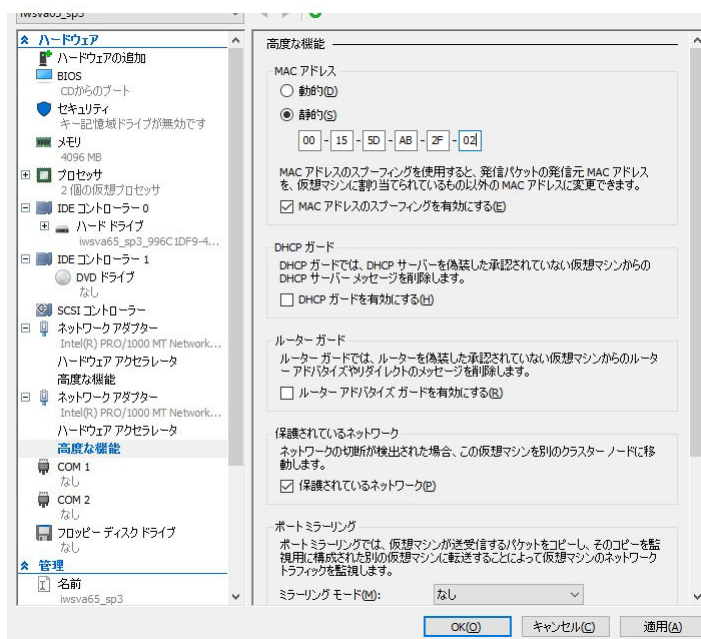 iwsva65_sp3
ハードウェア
ハードウェアの追加
BIOS
CDからのブート
セキュリティ
キー記憶域ドライブが無効です
メモリ
4096 MB
プロセッサ
2 個の仮想プロセッサ
IDE コントローラー 0
ハード ドライブ
iwsva65_sp3_996C1DF9-4...
IDE コントローラー 1
DVD ドライブ
なし
SCSI コントローラー
ネットワーク アダプター
Intel(R) PRO/1000 MT Network...
ハードウェア アクセラレータ
高度な機能
ネットワーク アダプター
Intel(R) PRO/1000 MT Network...
ハードウェア アクセラレータ
高度な機能
COM 1
なし
COM 2
なし
フロッピー ディスク ドライブ
なし
管理
名前
iwsva65_sp3
高度な機能
MAC アドレス
動的(D)
静的(S)
00 - 15 - 5D - AB - 2F - 02
MAC アドレスのスプーフィングを使用すると、発信パケットの発信元 MAC アドレス
を、仮想マシンに割り当てられているもの以外の MAC アドレスに変更できます。
MAC アドレスのスプーフィングを有効にする(E)
DHCP ガード
DHCP ガードでは、DHCP サーバーを偽装した承認されていない仮想マシンからの
DHCP サーバー メッセージを削除します。
DHCP ガードを有効にする(H)
ルーター ガード
ルーター ガードでは、ルーターを偽装した承認されていない仮想マシンからのルータ
ー アドバタイズやリダイレクトのメッセージを削除します。
ルーター アドバタイズ ガードを有効にする(R)
保護されているネットワーク
ネットワークの切断が検出された場合、この仮想マシンを別のクラスター ノードに移
動します。
保護されているネットワーク(P)
ポート ミラーリング
ポート ミラーリングでは、仮想マシンが送受信するパケットをコピーし、そのコピーを監
視用に構成された別の仮想マシンに転送することによって仮想マシンのネットワーク
トラフィックを監視します。
ミラーリング モード(M): なし
OK(O) キャンセル(C) 適用(A)